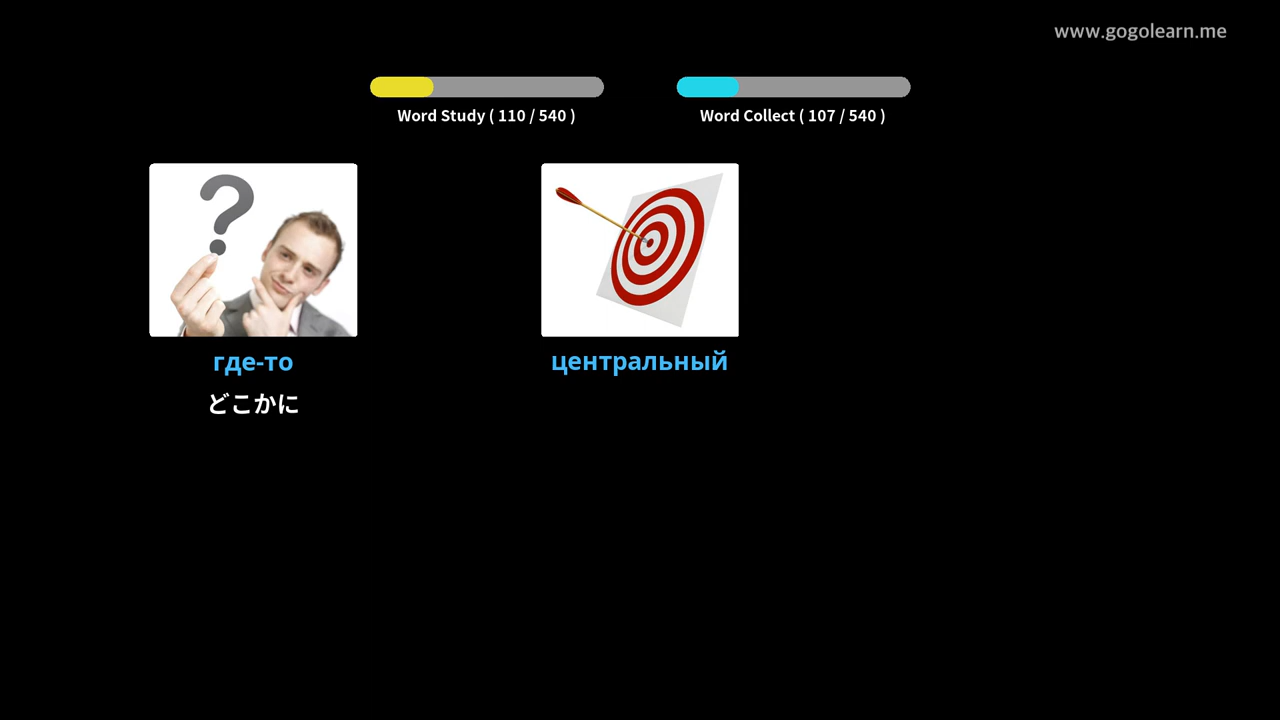 www.gogolearn.me
Word Study ( 110 / 540 )
Word Collect ( 107 / 540 )
?
где-то
どこかに
центральный